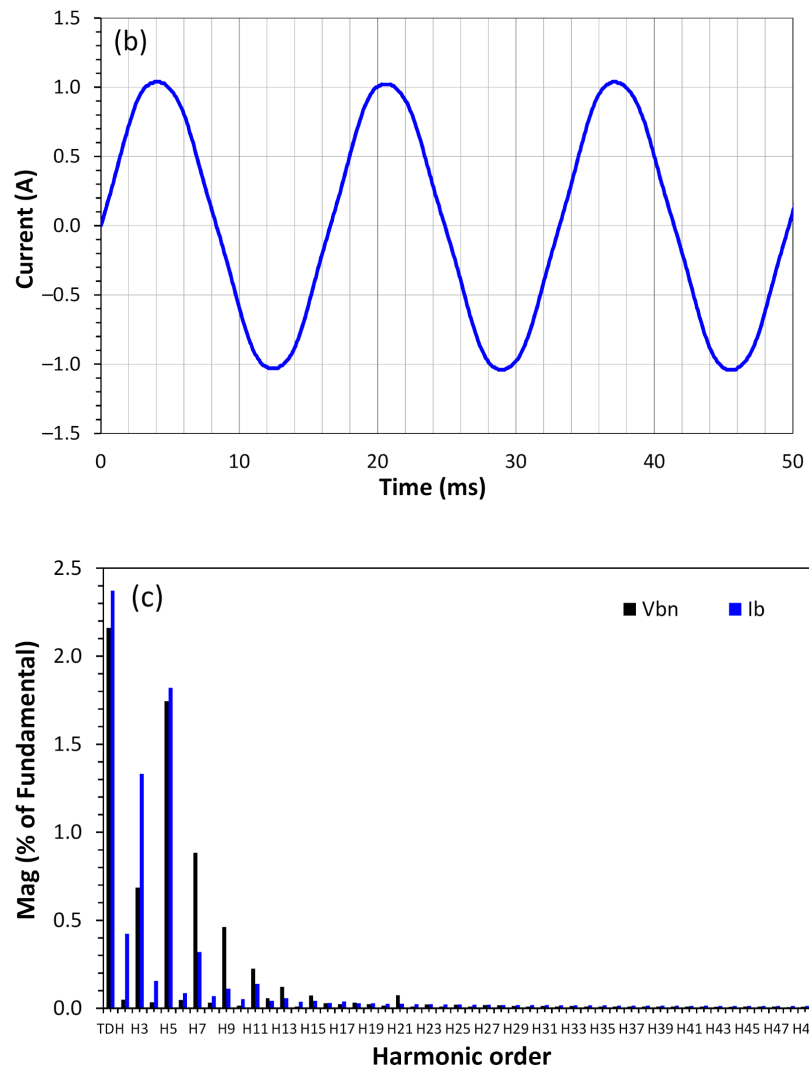 (b)
1.5
1.0
0.5
0.0
−0.5
−1.0
−1.5
Current (A)
0 10 20 30 40 50
Time (ms)
(c)
Vbn Ib
2.5
2.0
1.5
1.0
0.5
0.0
Mag (% of Fundamental)
TDH H3 H5 H7 H9 H11 H13 H15 H17 H19 H21 H23 H25 H27 H29 H31 H33 H35 H37 H39 H41 H43 H45 H47 H4
Harmonic order